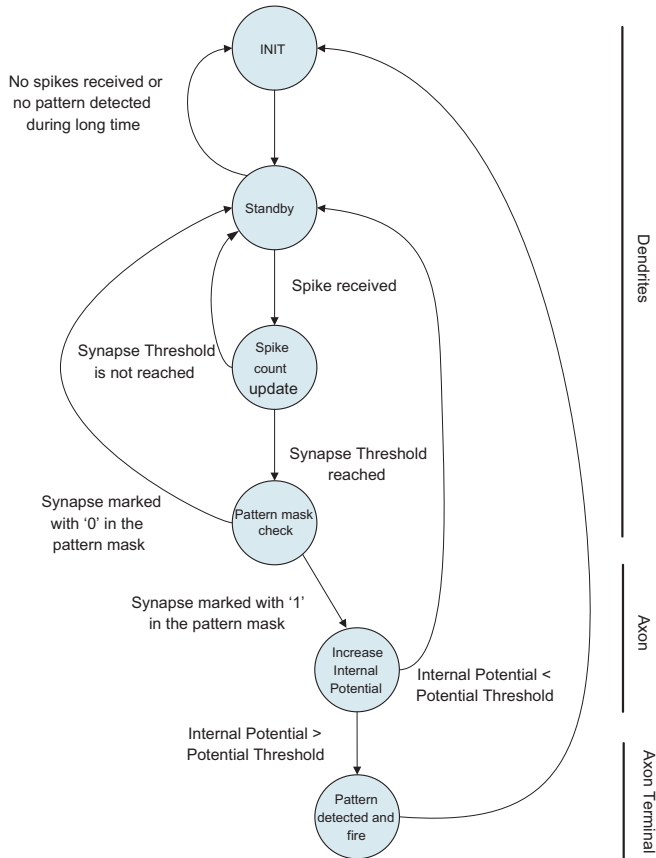 INIT
No spikes received or
no pattern detected
during long time
Standby
Spike received
Spike
count
update
Synapse Threshold
is not reached
Synapse Threshold
reached
Pattern mask
check
Synapse marked
with ‘0’ in the
pattern mask
Synapse marked with ‘1’
in the pattern mask
Increase
Internal
Potential
Internal Potential <
Potential Threshold
Internal Potential >
Potential Threshold
Pattern
detected and
fire
Dendrites
Axon
Axon Terminal